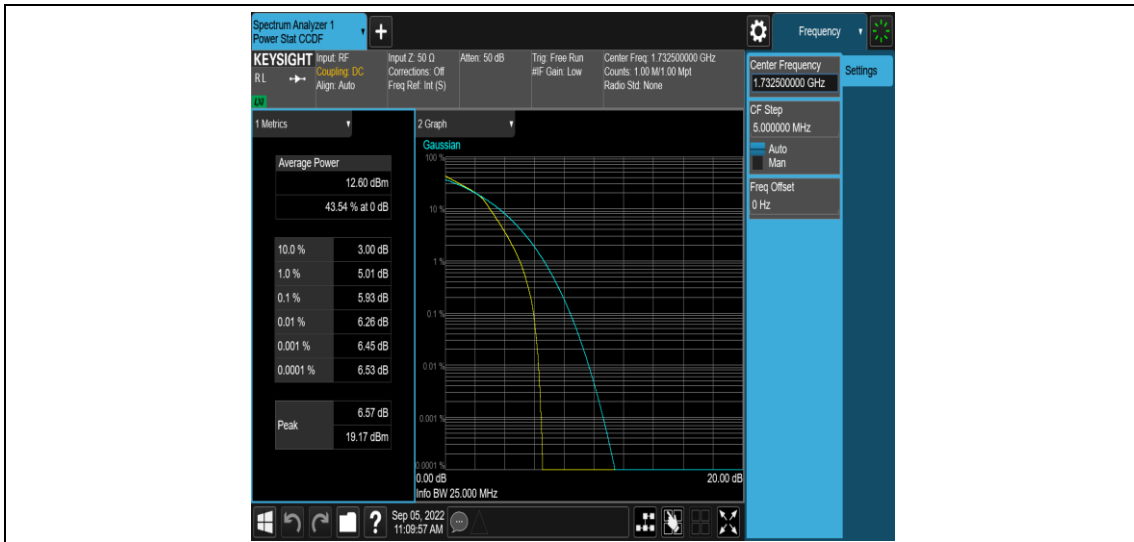 Spectrum Analyzer 1
Power Stat CCDF
Frequency
KEYSIGHT
Input: RF
Coupling: DC
Align: Auto
Input Z: 50 Ω
Corrections: Off
Freq Ref: Int (S)
Atten: 50 dB
Trig: Free Run
#IF Gain: Low
Center Freq: 1.732500000 GHz
Counts: 1.00 M/1.00 Mpt
Radio Std: None
R L
LXI
Center Frequency
1.732500000 GHz
Settings
CF Step
5.000000 MHz
Auto
Man
Freq Offset
0 Hz
1 Metrics
Average Power
12.60 dBm
43.54 % at 0 dB
10.0 % 3.00 dB
1.0 % 5.01 dB
0.1 % 5.93 dB
0.01 % 6.26 dB
0.001 % 6.45 dB
0.0001 % 6.53 dB
Peak
6.57 dB
19.17 dBm
2 Graph
Gaussian
100 %
10 %
1 %
0.1 %
0.01 %
0.001 %
0.0001 %
0.00 dB 20.00 dB
Info BW 25.000 MHz
Sep 05, 2022
11:09:57 AM